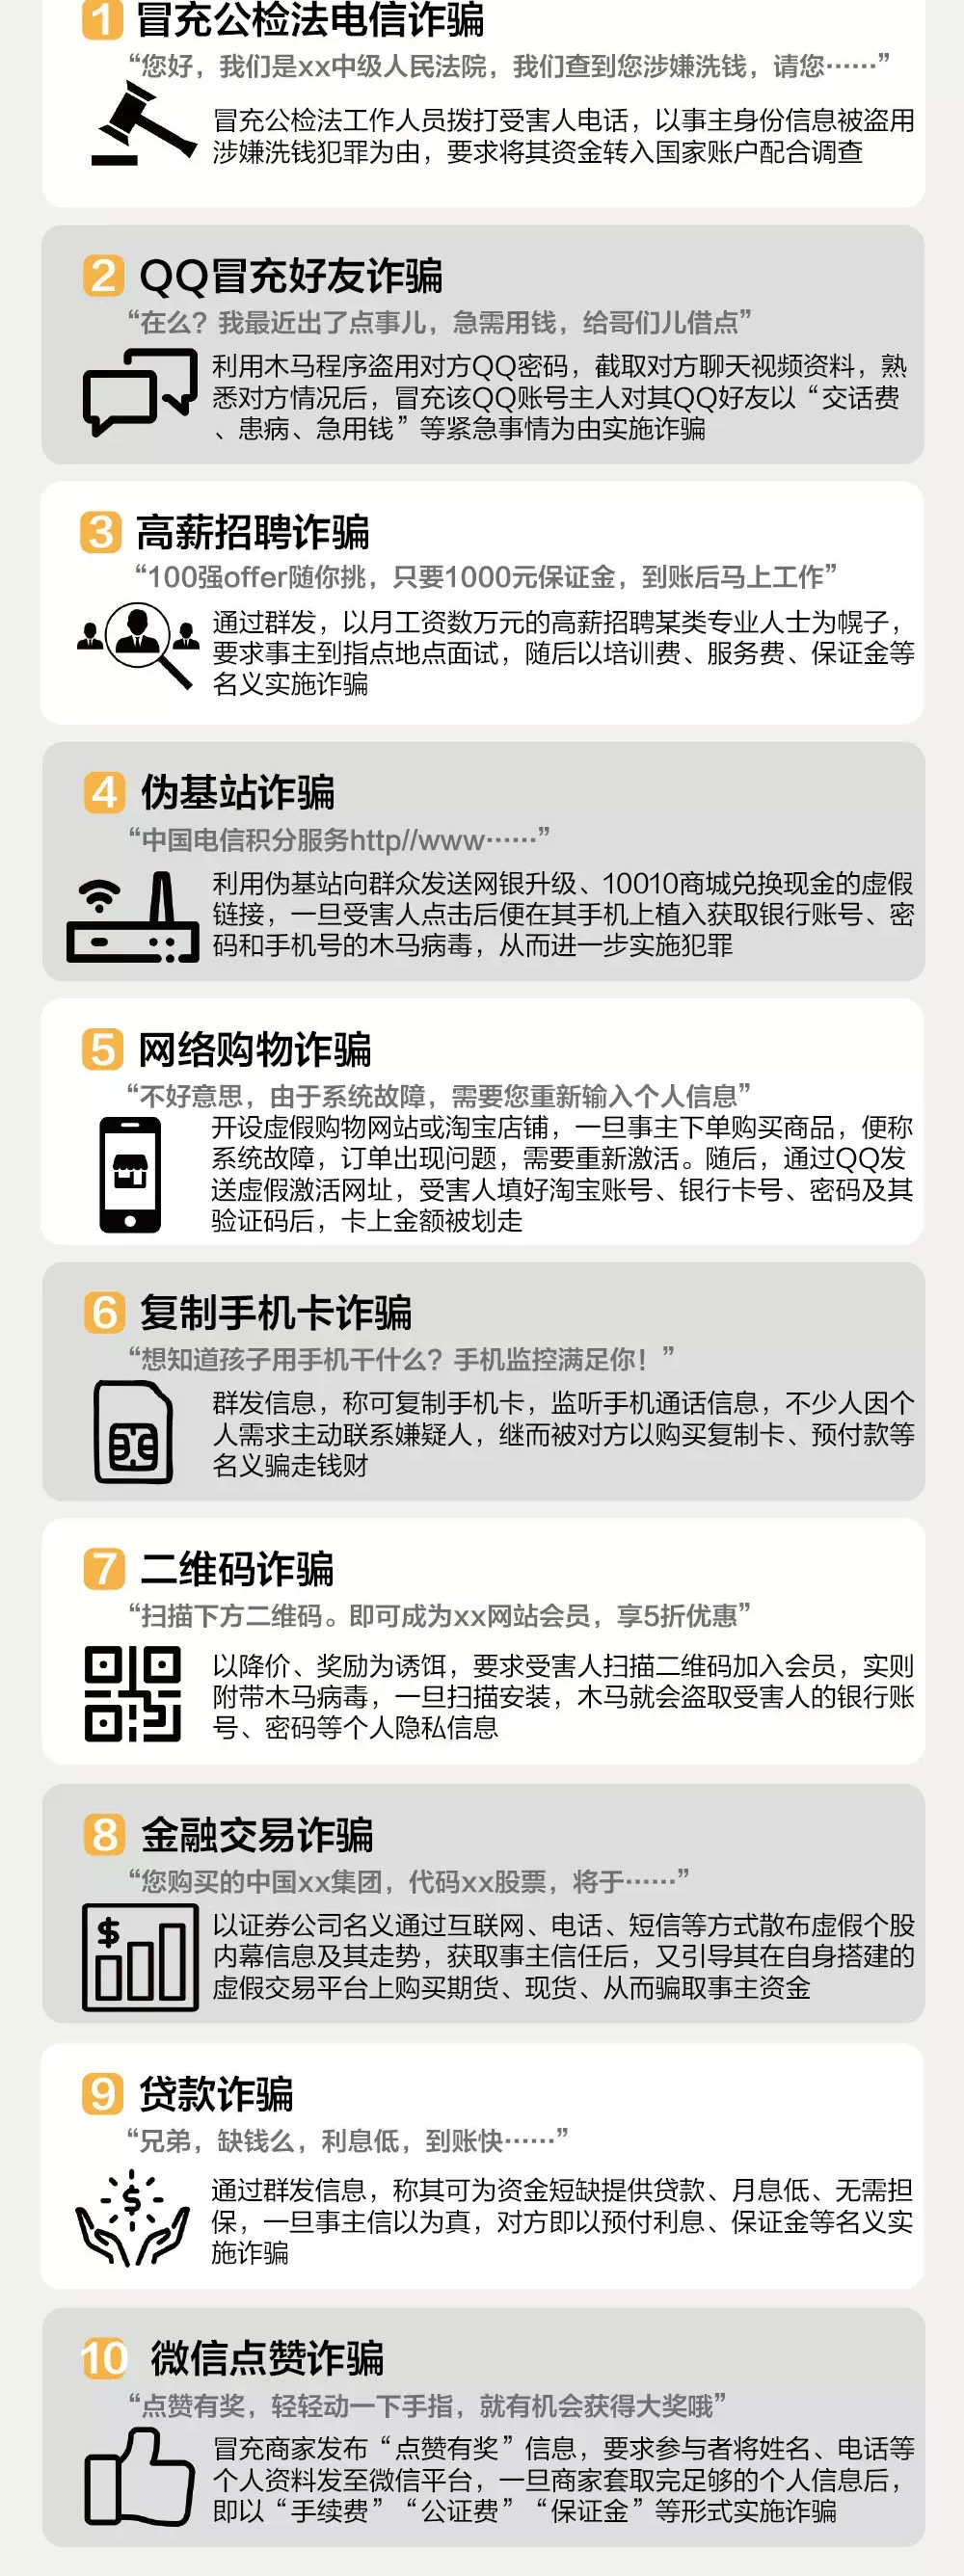 1 冒充公检法电信诈骗
“您好，我们是xx中级人民法院，我们查到您涉嫌洗钱，请您……”
冒充公检法工作人员拨打受害人电话，以事主身份信息被盗用
涉嫌洗钱犯罪为由，要求将其资金转入国家账户配合调查
2 QQ冒充好友诈骗
“在么？我最近出了点事儿，急需用钱，给哥们儿借点”
利用木马程序盗用对方QQ密码，截取对方聊天视频资料，熟
悉对方情况后，冒充该QQ账号主人对其QQ好友以“交话费
、患病、急用钱”等紧急事情为由实施诈骗
3 高薪招聘诈骗
“100强offer随你挑，只要1000元保证金，到账后马上工作”
通过群发，以月工资数万元的高薪招聘某类专业人士为幌子，
要求事主到指点地点面试，随后以培训费、服务费、保证金等
名义实施诈骗
4 伪基站诈骗
“中国电信积分服务http//www……”
利用伪基站向群众发送网银升级、10010商城兑换现金的虚假
链接，一旦受害人点击后便在其手机上植入获取银行账号、密
码和手机号的木马病毒，从而进一步实施犯罪
5 网络购物诈骗
“不好意思，由于系统故障，需要您重新输入个人信息”
开设虚假购物网站或淘宝店铺，一旦事主下单购买商品，便称
系统故障，订单出现问题，需要重新激活。随后，通过QQ发
送虚假激活网址，受害人填好淘宝账号、银行卡号、密码及其
验证码后，卡上金额被划走
6 复制手机卡诈骗
“想知道孩子用手机干什么？手机监控满足你！”
群发信息，称可复制手机卡，监听手机通话信息，不少人因个
人需求主动联系嫌疑人，继而被对方以购买复制卡、预付款等
名义骗走钱财
7 二维码诈骗
“扫描下方二维码。即可成为xx网站会员，享5折优惠”
以降价、奖励为诱饵，要求受害人扫描二维码加入会员，实则
附带木马病毒，一旦扫描安装，木马就会盗取受害人的银行账
号、密码等个人隐私信息
8 金融交易诈骗
“您购买的中国xx集团，代码xx股票，将于……”
$
以证券公司名义通过互联网、电话、短信等方式散布虚假个股
内幕信息及其走势，获取事主信任后，又引导其在自身搭建的
虚假交易平台上购买期货、现货、从而骗取事主资金
9 贷款诈骗
“兄弟，缺钱么，利息低，到账快……”
$
通过群发信息，称其可为资金短缺提供贷款、月息低、无需担
保，一旦事主信以为真，对方即以预付利息、保证金等名义实
施诈骗
10 微信点赞诈骗
“点赞有奖，轻轻动一下手指，就有机会获得大奖哦”
冒充商家发布“点赞有奖”信息，要求参与者将姓名、电话等
个人资料发至微信平台，一旦商家套取完足够的个人信息后，
即以“手续费”“公证费”“保证金”等形式实施诈骗